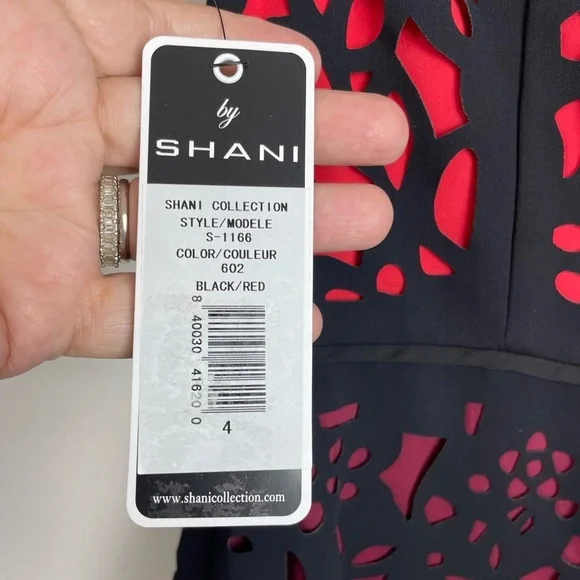 by
SHANI
SHANI COLLECTION
STYLE/MODELE
S-1166
COLOR/COULEUR
602
BLACK/RED
8 40030 41620 0
4
www.shanicollection.com